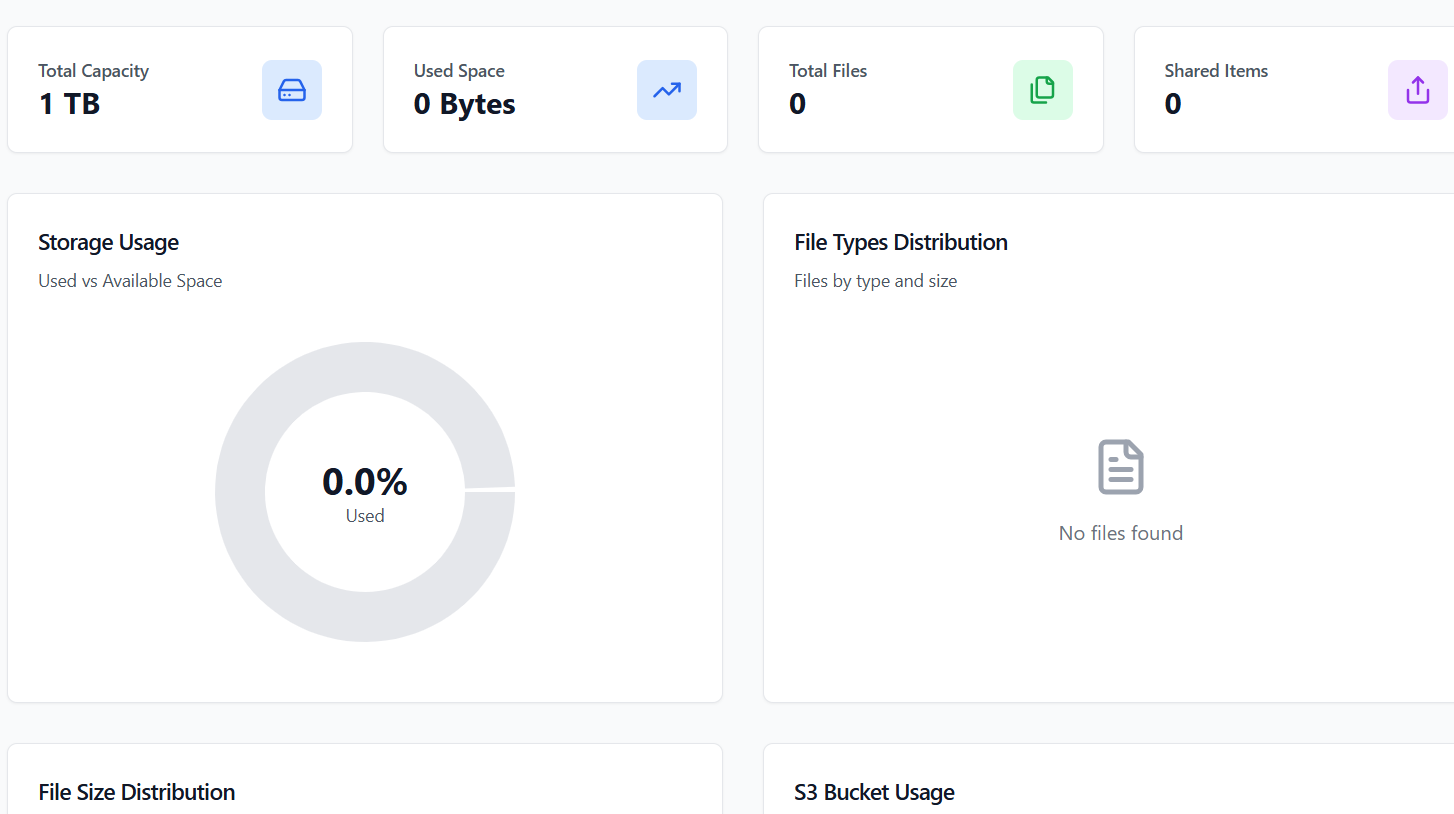 Total Capacity
1 TB
Used Space
0 Bytes
Total Files
0
Shared Items
0
Storage Usage
Used vs Available Space
0.0%
Used
File Types Distribution
Files by type and size
No files found
File Size Distribution
S3 Bucket Usage